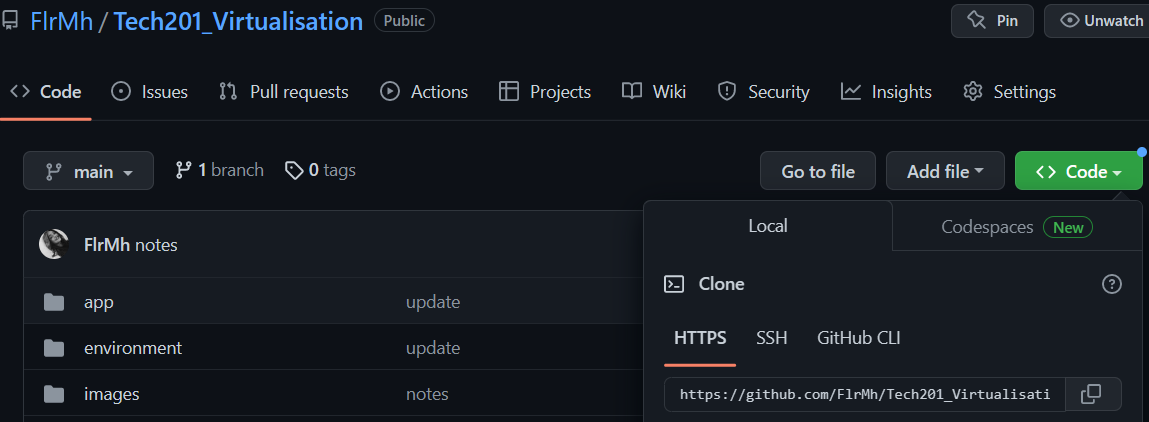 FlrMh / Tech201_Virtualisation Public Pin Unwatch
Code Issues Pull requests Actions Projects Wiki Security Insights Settings
main 1 branch 0 tags Go to file Add file Code
FlrMh notes
app update
environment update
images notes
Local Codespaces New
Clone
HTTPS SSH GitHub CLI
https://github.com/FlrMh/Tech201_Virtualisati